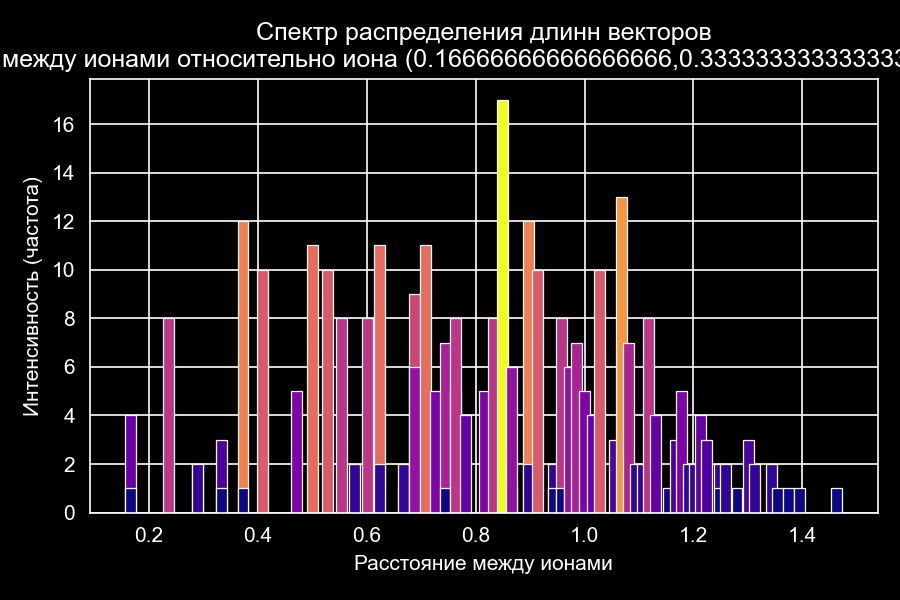 Спектр распределения длинн векторов
между ионами относительно иона (0.16666666666666666,0.3333333333333333
16
14
12
10
8
6
4
2
0
0.2 0.4 0.6 0.8 1.0 1.2 1.4
Интенсивность (частота)
Расстояние между ионами